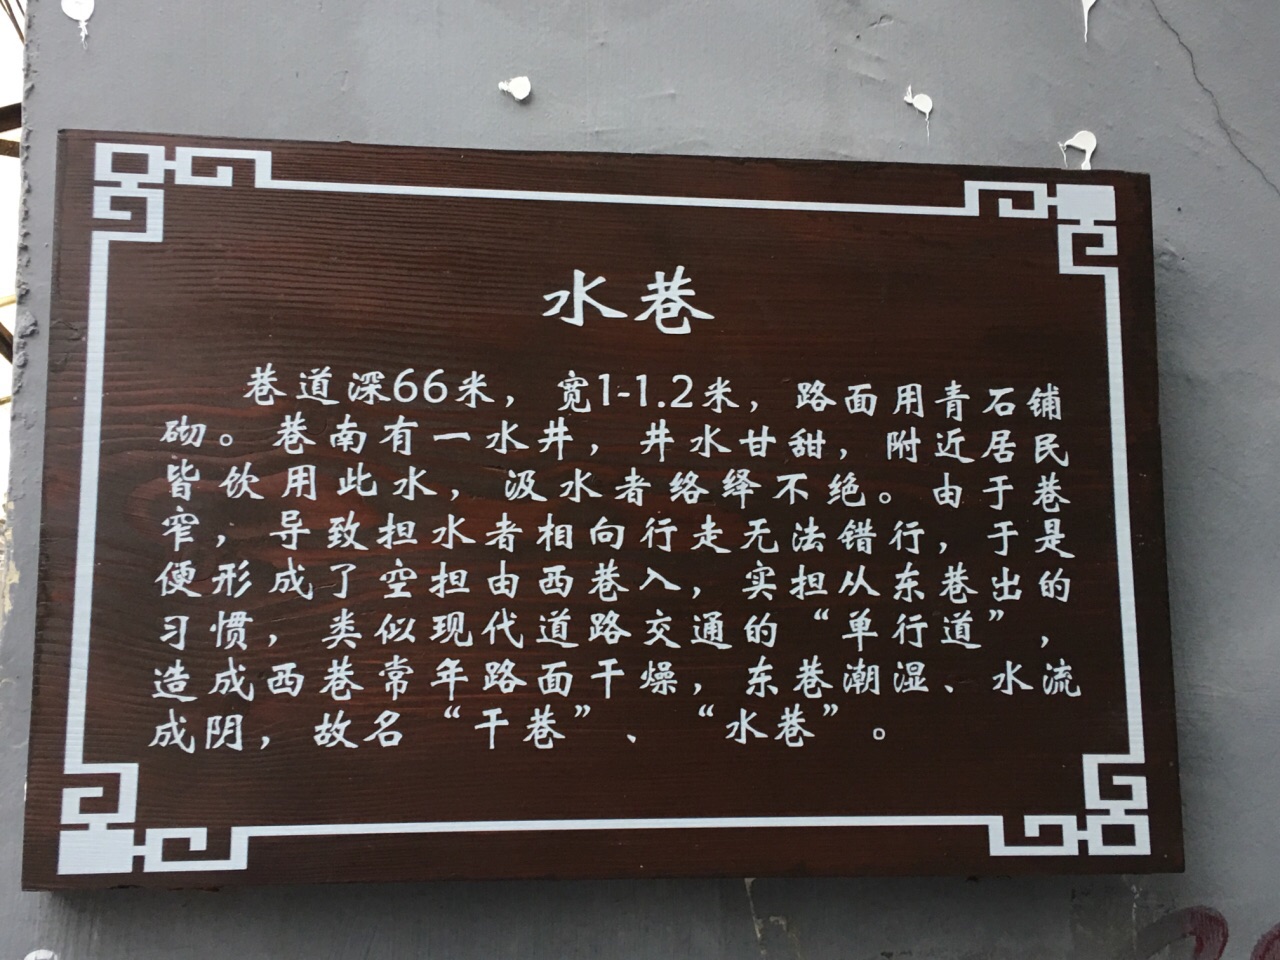 水巷
巷道深66米，宽1-1.2米，路面用青石铺
砌。巷南有一水井，井水甘甜，附近居民
皆饮用此水，汲水者络绎不绝。由于巷
窄，导致担水者相向行走无法错行，于是
便形成了空担由西巷入，实担从东巷出的
习惯，类似现代道路交通的“单行道”，
造成西巷常年路面干燥，东巷潮湿、水流
成阴，故名“干巷”、“水巷”。